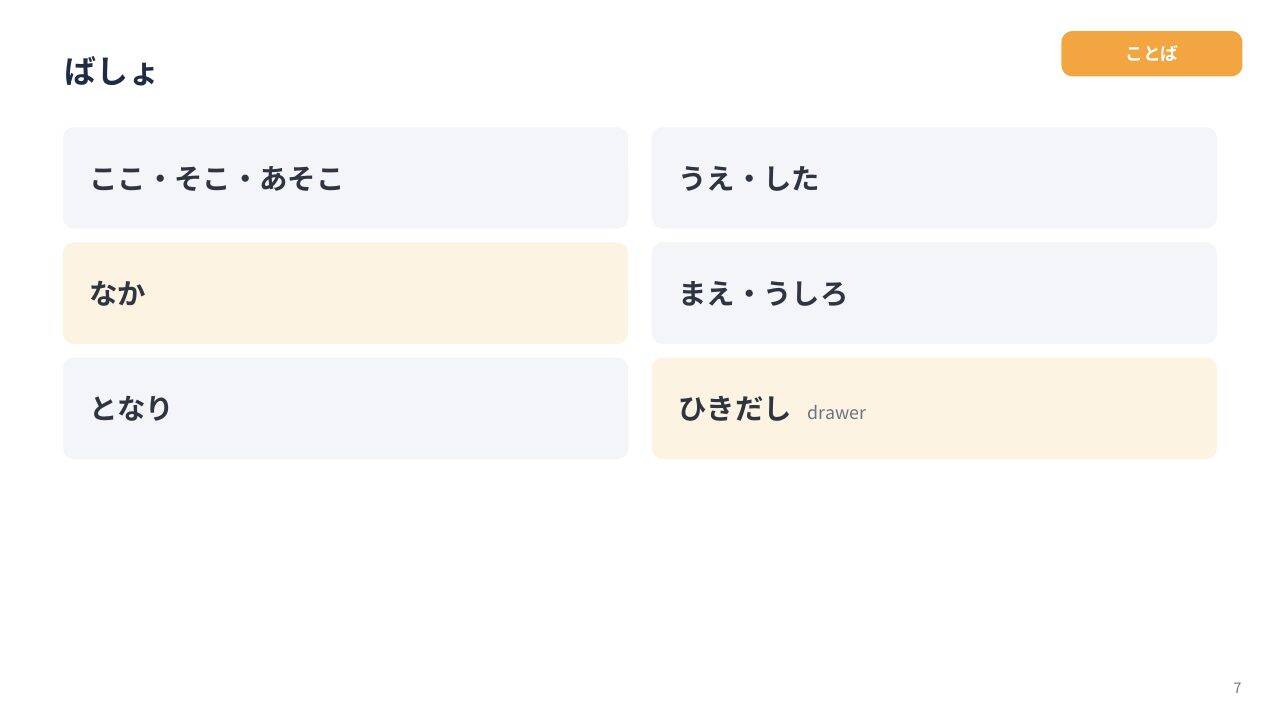 ばしょ
ことば
ここ・そこ・あそこ
うえ・した
なか
まえ・うしろ
となり
ひきだし drawer
7